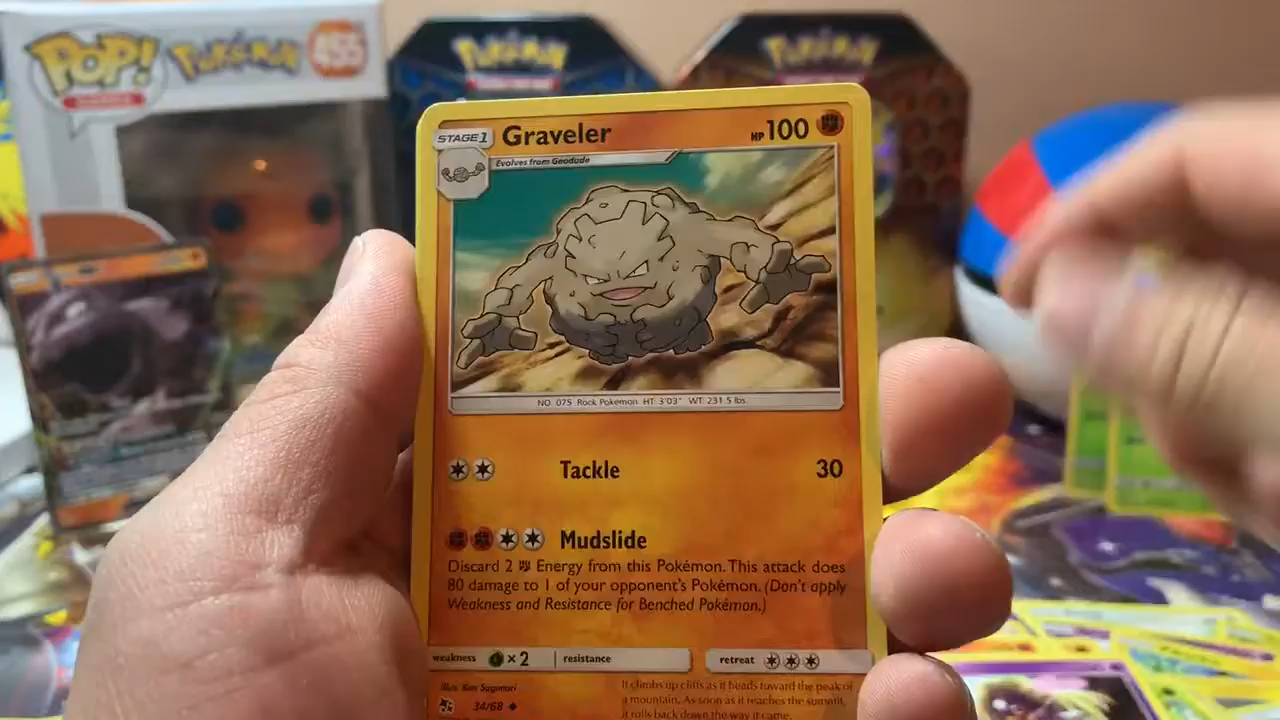 POP!
Pokémon
455
Pokémon
Pokémon
STAGE 1
Graveler
HP 100
Evolves from Geodude
NO. 075 Rock Pokémon HT: 3'03" WT: 231.5 lbs.
Tackle 30
Mudslide
Discard 2 Energy from this Pokémon. This attack does
80 damage to 1 of your opponent's Pokémon. (Don't apply
Weakness and Resistance for Benched Pokémon.)
weakness ×2 resistance retreat
Illus. Ken Sugimori
34/68
It climbs up cliffs as it heads toward the peak of
a mountain. As soon as it reaches the summit,
it rolls back down the way it came.